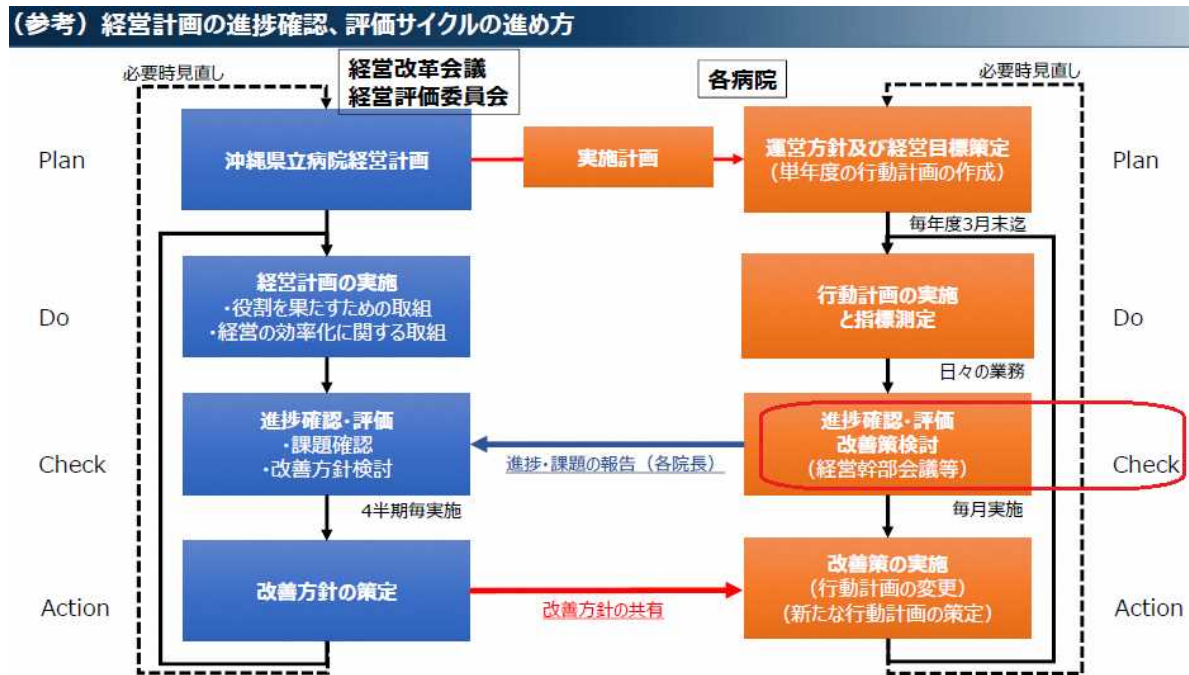 （参考）経営計画の進捗確認、評価サイクルの進め方
必要時見直し
経営改革会議
経営評価委員会
各病院
必要時見直し
Plan
沖縄県立病院経営計画
実施計画
運営方針及び経営目標策定
（単年度の行動計画の作成）
Plan
毎年度3月末迄
Do
経営計画の実施
・役割を果たすための取組
・経営の効率化に関する取組
行動計画の実施
と指標測定
Do
日々の業務
Check
進捗確認・評価
・課題確認
・改善方針検討
進捗・課題の報告（各院長）
進捗確認・評価
改善策検討
（経営幹部会議等）
Check
4半期毎実施
毎月実施
Action
改善方針の策定
改善方針の共有
改善策の実施
（行動計画の変更）
（新たな行動計画の策定）
Action